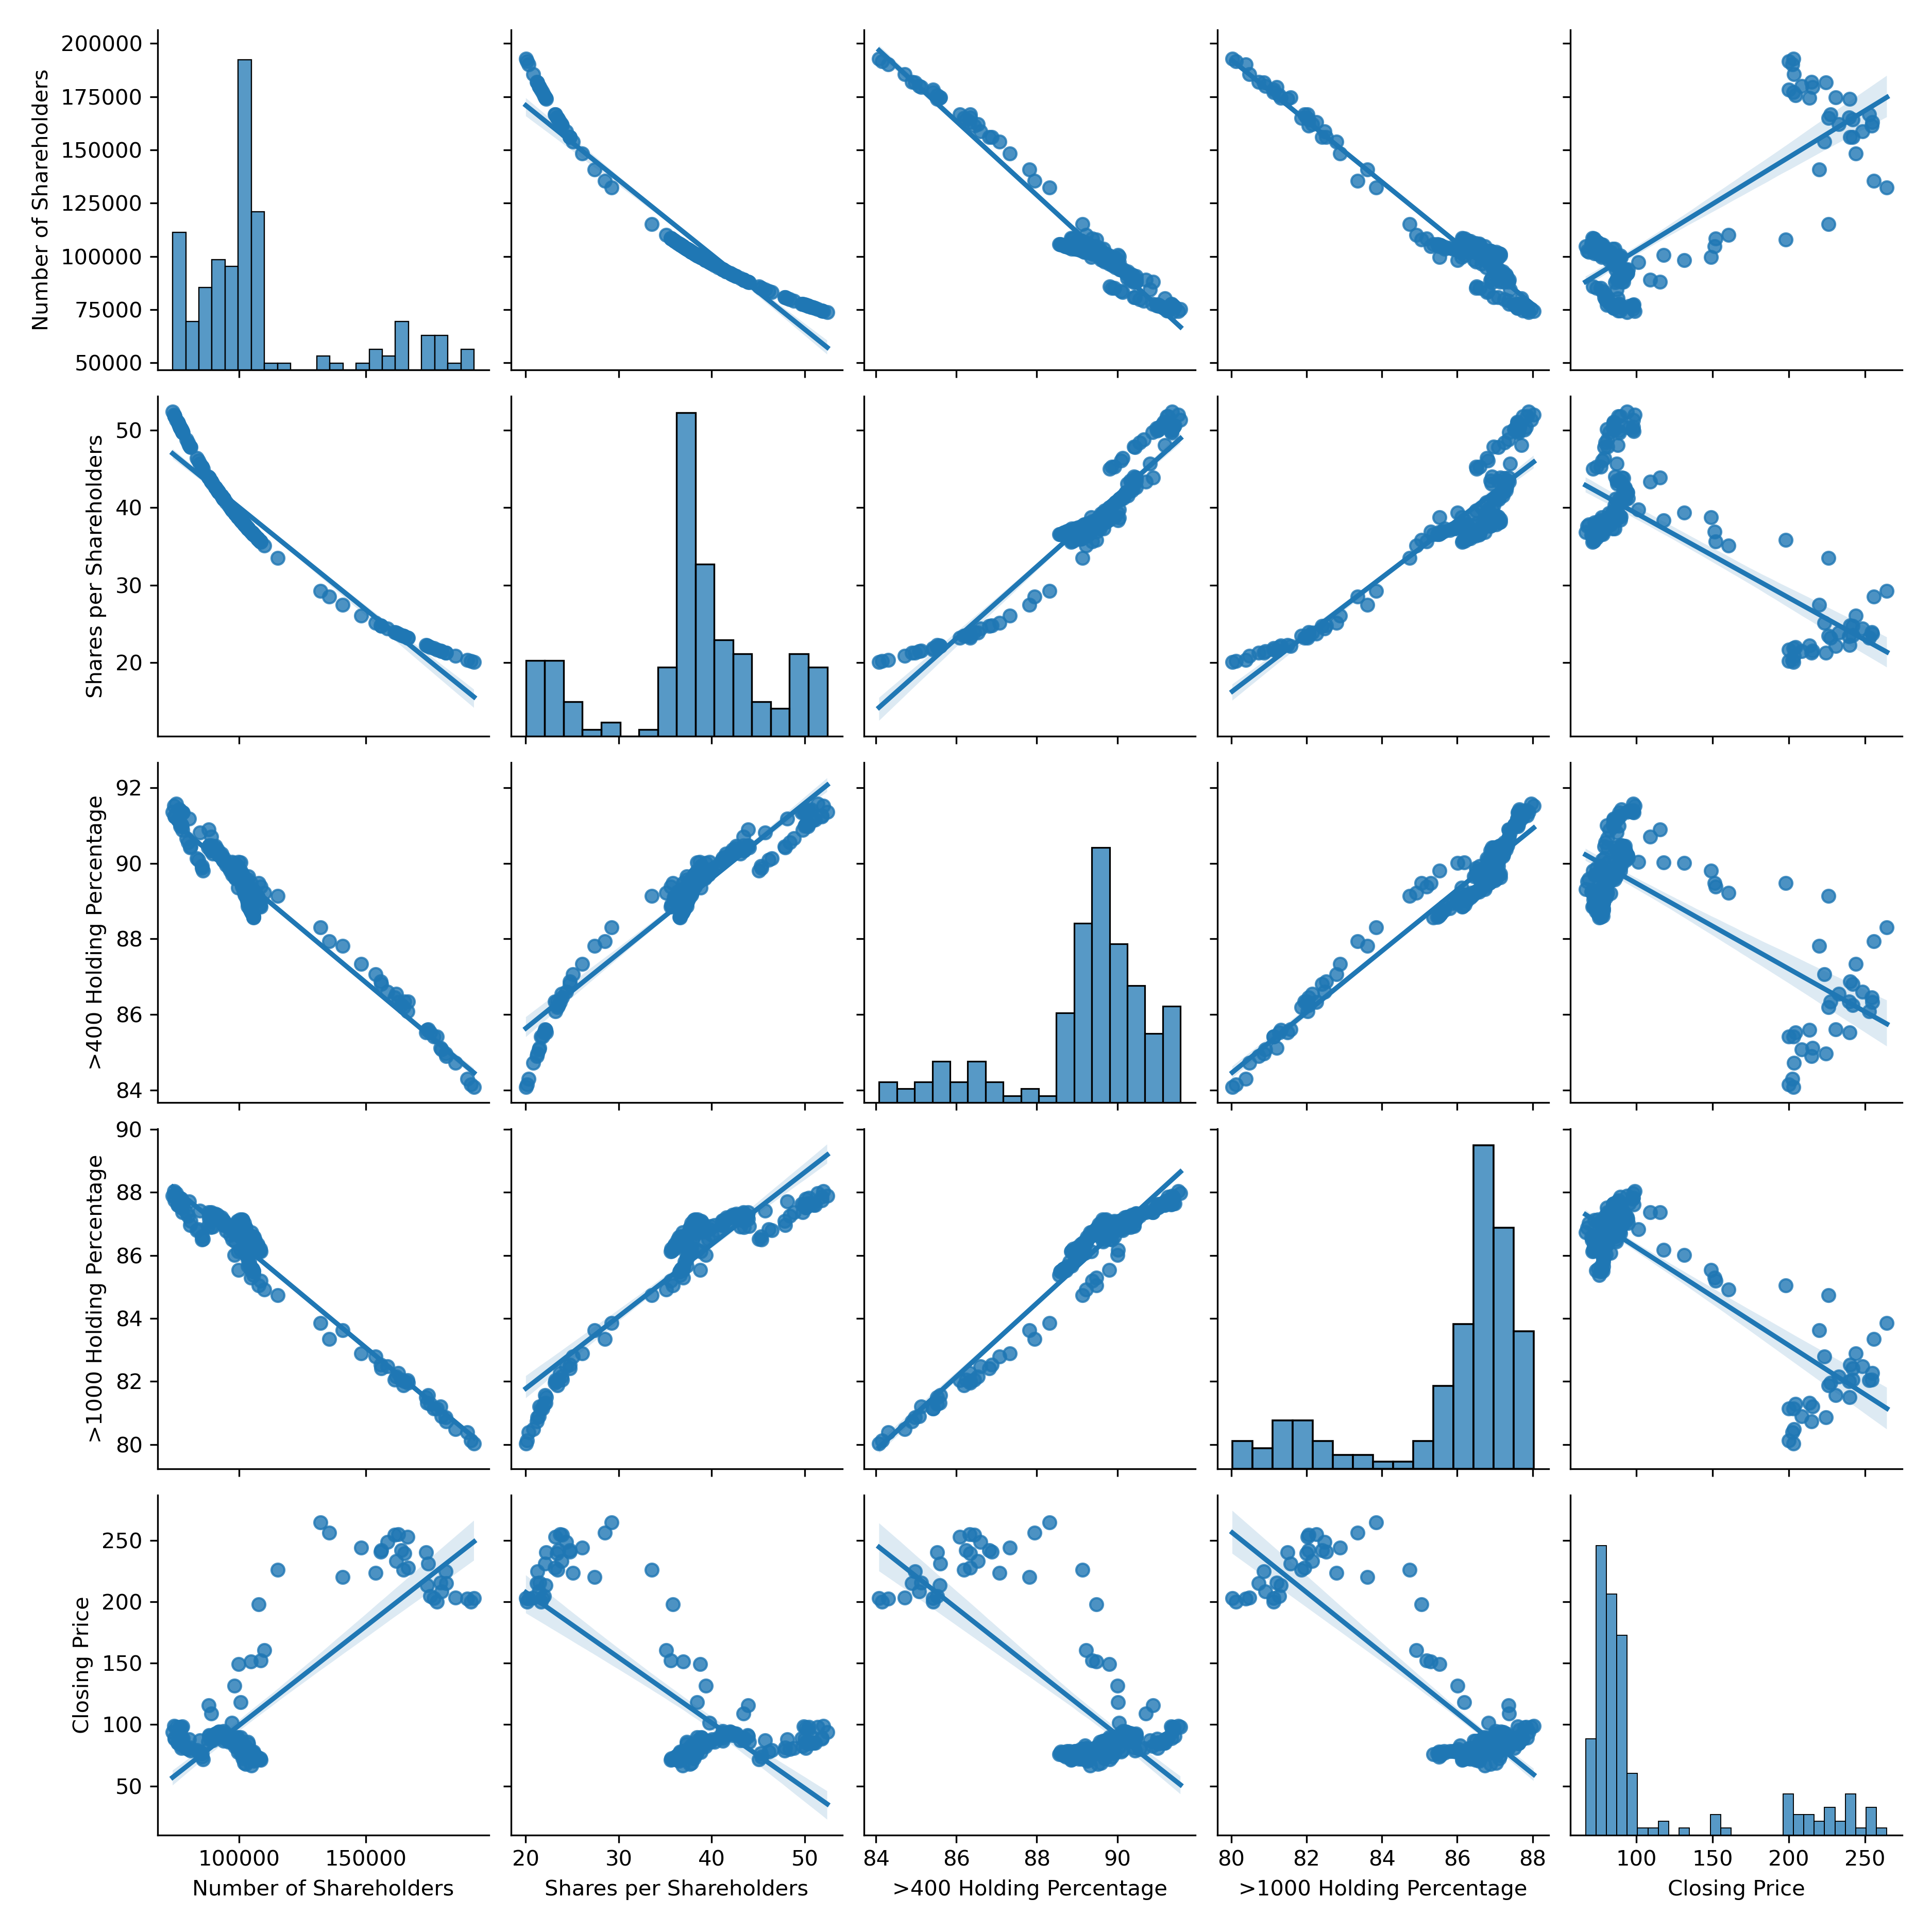 200000
175000
150000
125000
100000
75000
50000
Number of Shareholders
50
40
30
20
Shares per Shareholders
92
90
88
86
84
>400 Holding Percentage
90
88
86
84
82
80
>1000 Holding Percentage
250
200
150
100
50
Closing Price
100000 150000
20 30 40 50
84 86 88 90
80 82 84 86 88
100 200 250
Number of Shareholders
Shares per Shareholders
>400 Holding Percentage
>1000 Holding Percentage
Closing Price